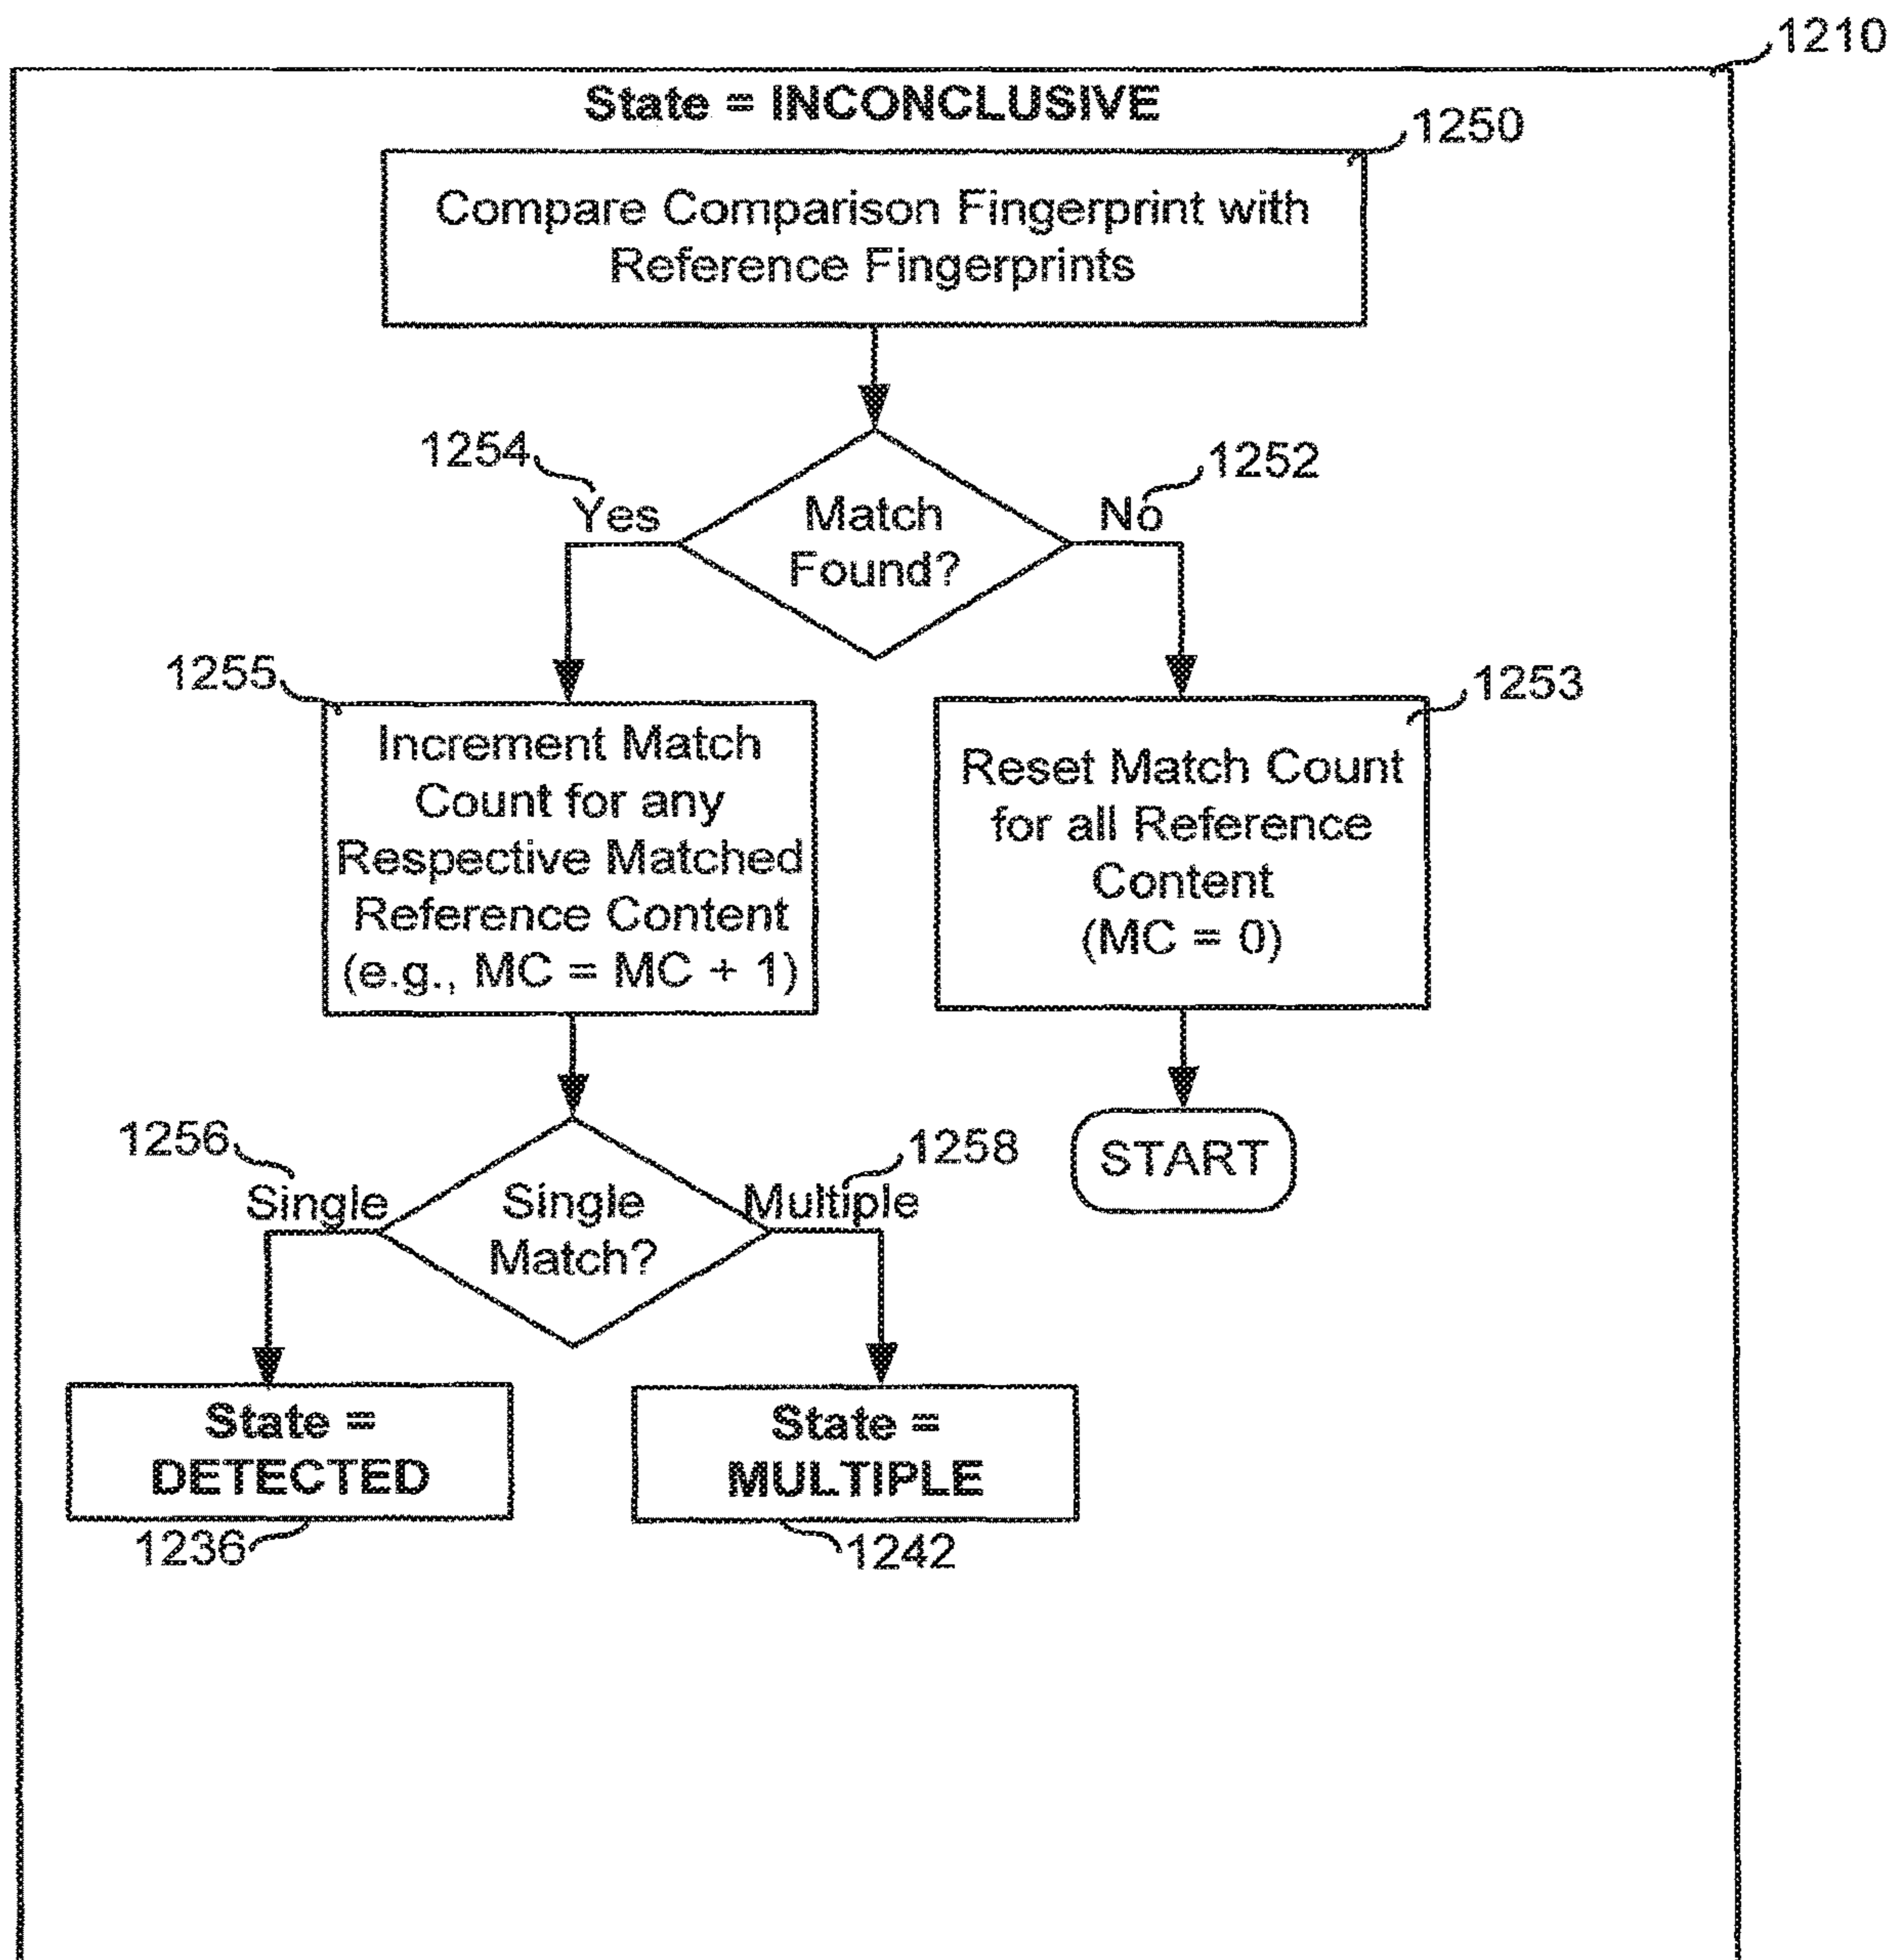 1210
State = INCONCLUSIVE
1250
Compare Comparison Fingerprint with
Reference Fingerprints
1254
1252
Yes
No
Match
Found?
1255
1253
Increment Match
Count for any
Respective Matched
Reference Content
(e.g., MC = MC + 1)
Reset Match Count
for all Reference
Content
(MC = 0)
START
1256
1258
Single
Multiple
Single
Match?
State =
DETECTED
State =
MULTIPLE
1236
1242